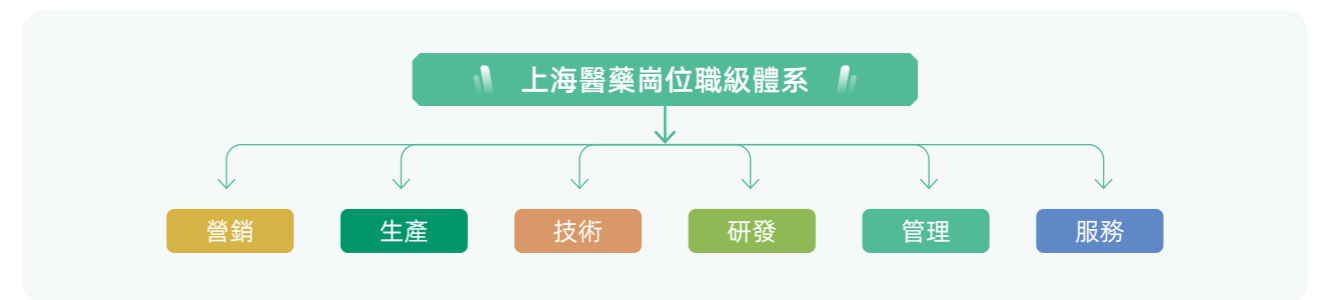 上海醫藥崗位職級體系
營銷
生產
技術
研發
管理
服務